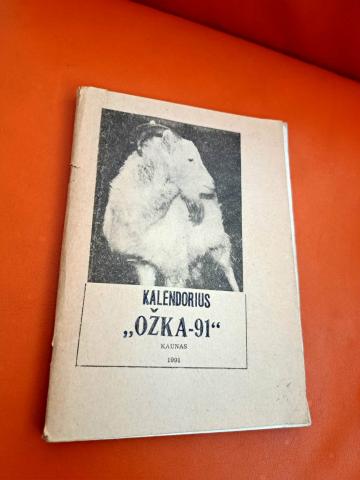 KALENDORIUS
„OŽKA-91“
KAUNAS
1991